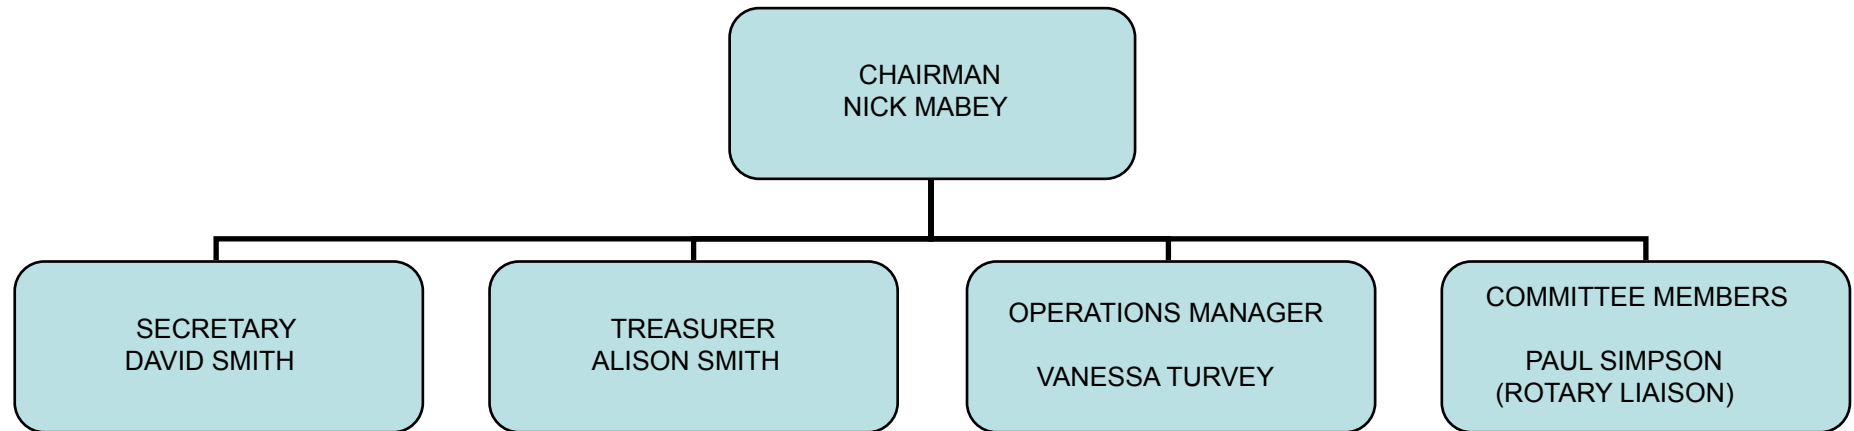 CHAIRMAN
NICK MABEY
SECRETARY
DAVID SMITH
TREASURER
ALISON SMITH
OPERATIONS MANAGER
VANESSA TURVEY
COMMITTEE MEMBERS
PAUL SIMPSON
(ROTARY LIAISON)